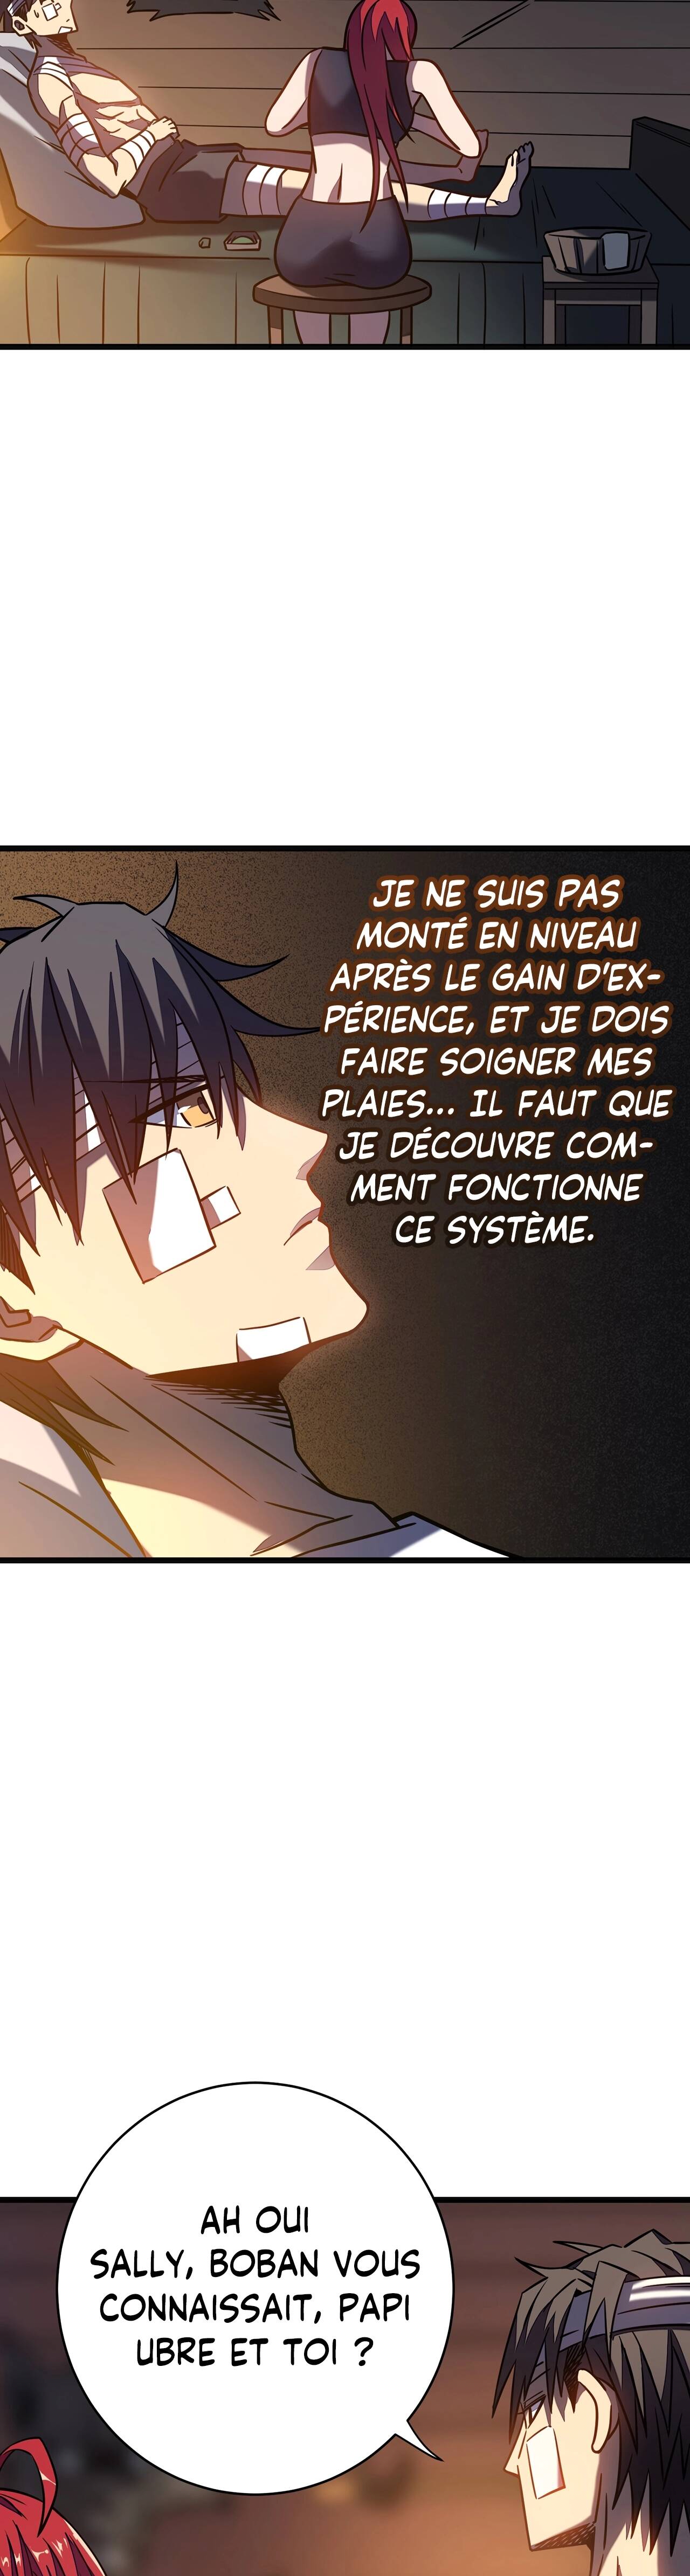 JE NE SUIS PAS
MONTÉ EN NIVEAU
APRÈS LE GAIN D'EX-
PÉRIENCE, ET JE DOIS
FAIRE SOIGNER MES
PLAIES... IL FAUT QUE
JE DÉCOUVRE COM-
MENT FONCTIONNE
CE SYSTÈME.
AH OUI
SALLY, BOBAN VOUS
CONNAISSAIT, PAPI
UBRE ET TOI ?